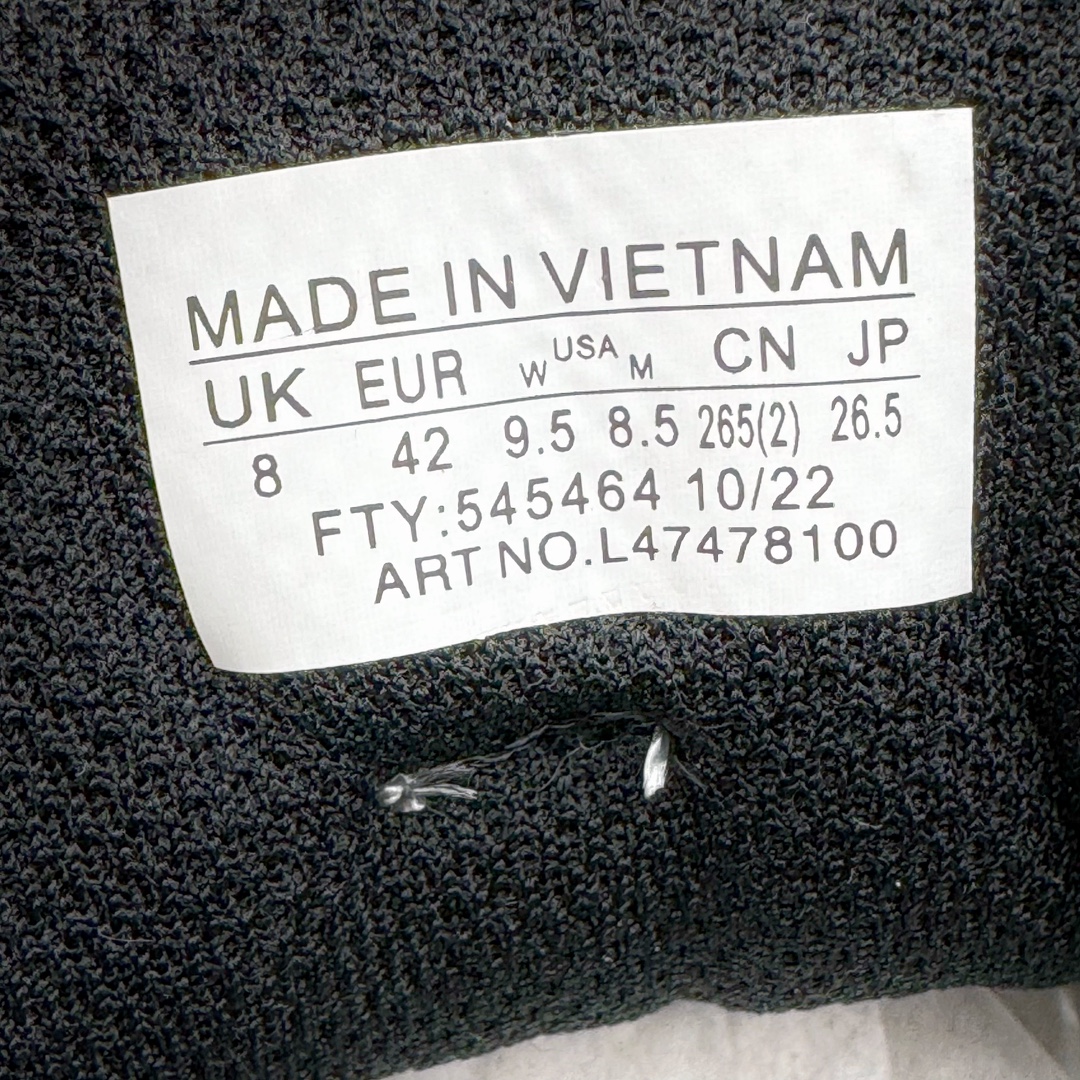 MADE IN VIETNAM
UK EUR W USA M CN JP
8 42 9.5 8.5 265(2) 26.5
FTY:545464 10/22
ART NO.L47478100